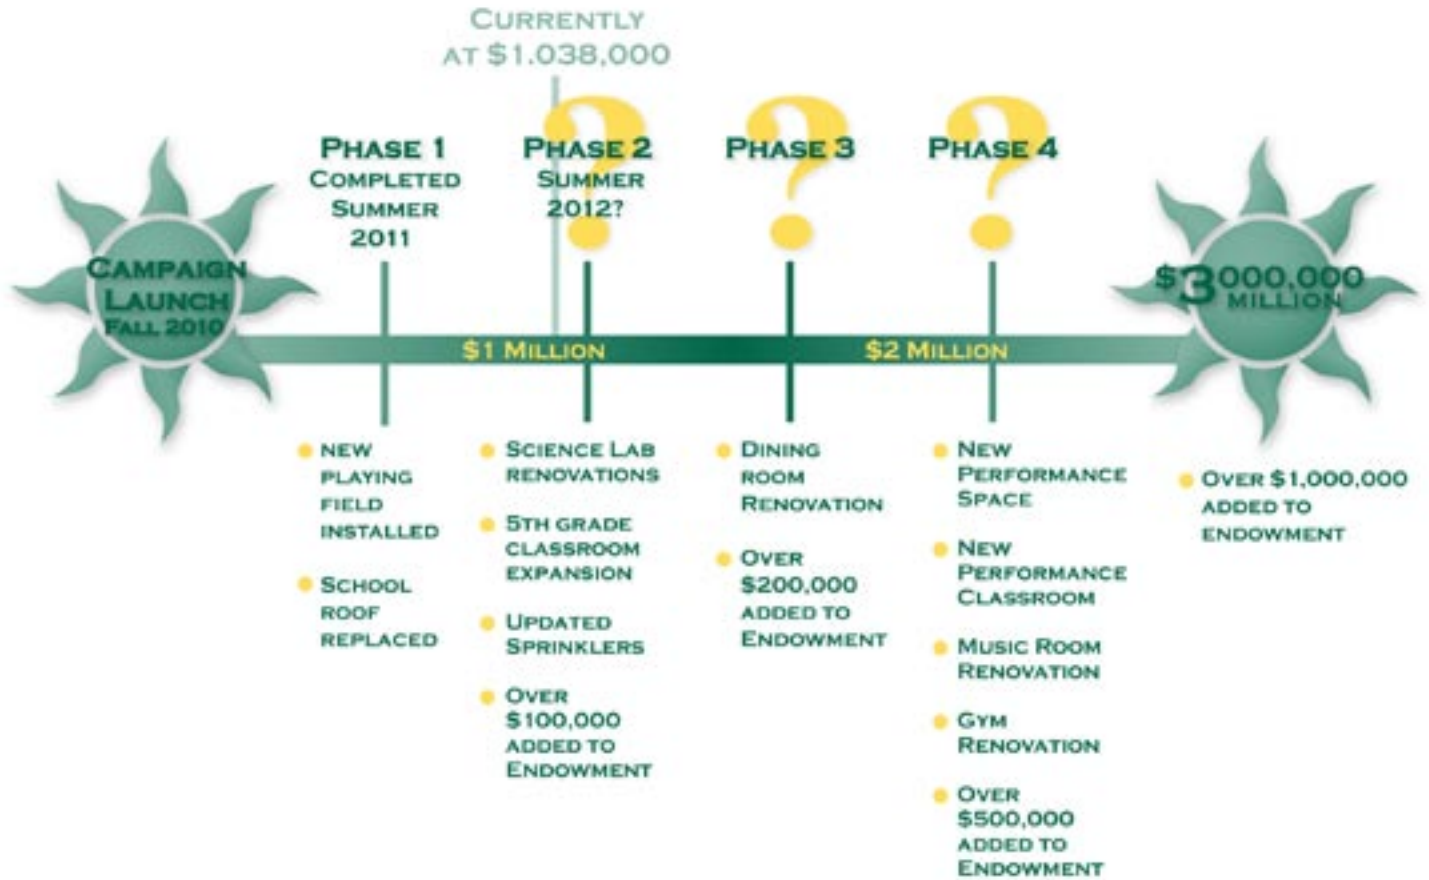 CURRENTLY
AT $1.038,000
CAMPAIGN
LAUNCH
FALL 2010
PHASE 1
COMPLETED
SUMMER
2011
?
PHASE 2
SUMMER
2012?
?
PHASE 3
?
PHASE 4
$3000,000
MILLION
$1 MILLION
$2 MILLION
NEW
PLAYING
FIELD
INSTALLED
SCHOOL
ROOF
REPLACED
SCIENCE LAB
RENOVATIONS
5TH GRADE
CLASSROOM
EXPANSION
UPDATED
SPRINKLERS
OVER
$100,000
ADDED TO
ENDOWMENT
DINING
ROOM
RENOVATION
OVER
$200,000
ADDED TO
ENDOWMENT
NEW
PERFORMANCE
SPACE
NEW
PERFORMANCE
CLASSROOM
MUSIC ROOM
RENOVATION
GYM
RENOVATION
OVER
$500,000
ADDED TO
ENDOWMENT
OVER $1,000,000
ADDED TO
ENDOWMENT